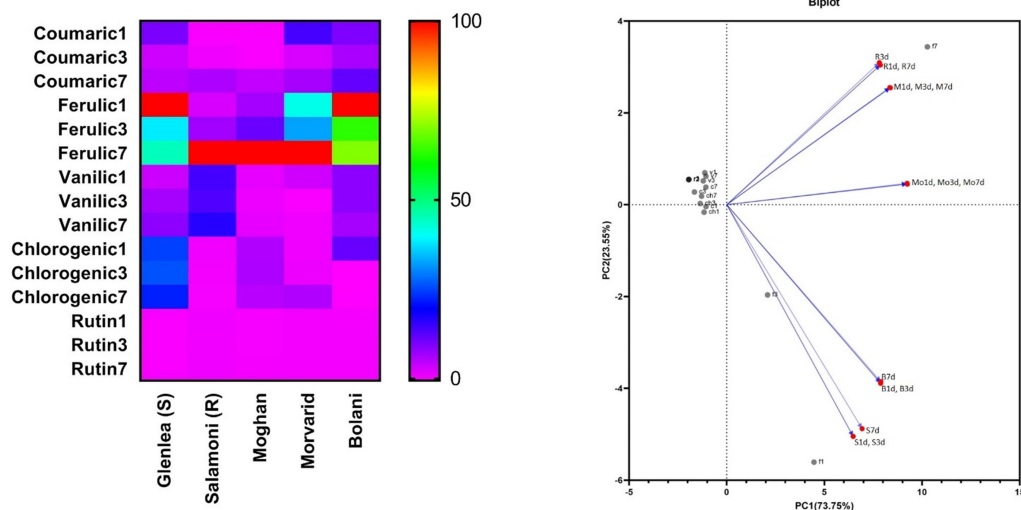 Coumaric1
Coumaric3
Coumaric7
Ferulic1
Ferulic3
Ferulic7
Vanilic1
Vanilic3
Vanilic7
Chlorogenic1
Chlorogenic3
Chlorogenic7
Rutin1
Rutin3
Rutin7
Glenlea (S)
Salamoni (R)
Moghan
Morvarid
Bolani
100
50
0
Biplot
PC2(23.55%)
4
2
0
-2
-4
-6
f7
R3d
R1d, R7d
M1d, M3d, M7d
Mo1d, Mo3d, Mo7d
c7
ch7
ch1
B7d
B1d, B3d
S7d
S1d, S3d
f1
-5
0
5
10
15
PC1(73.75%)